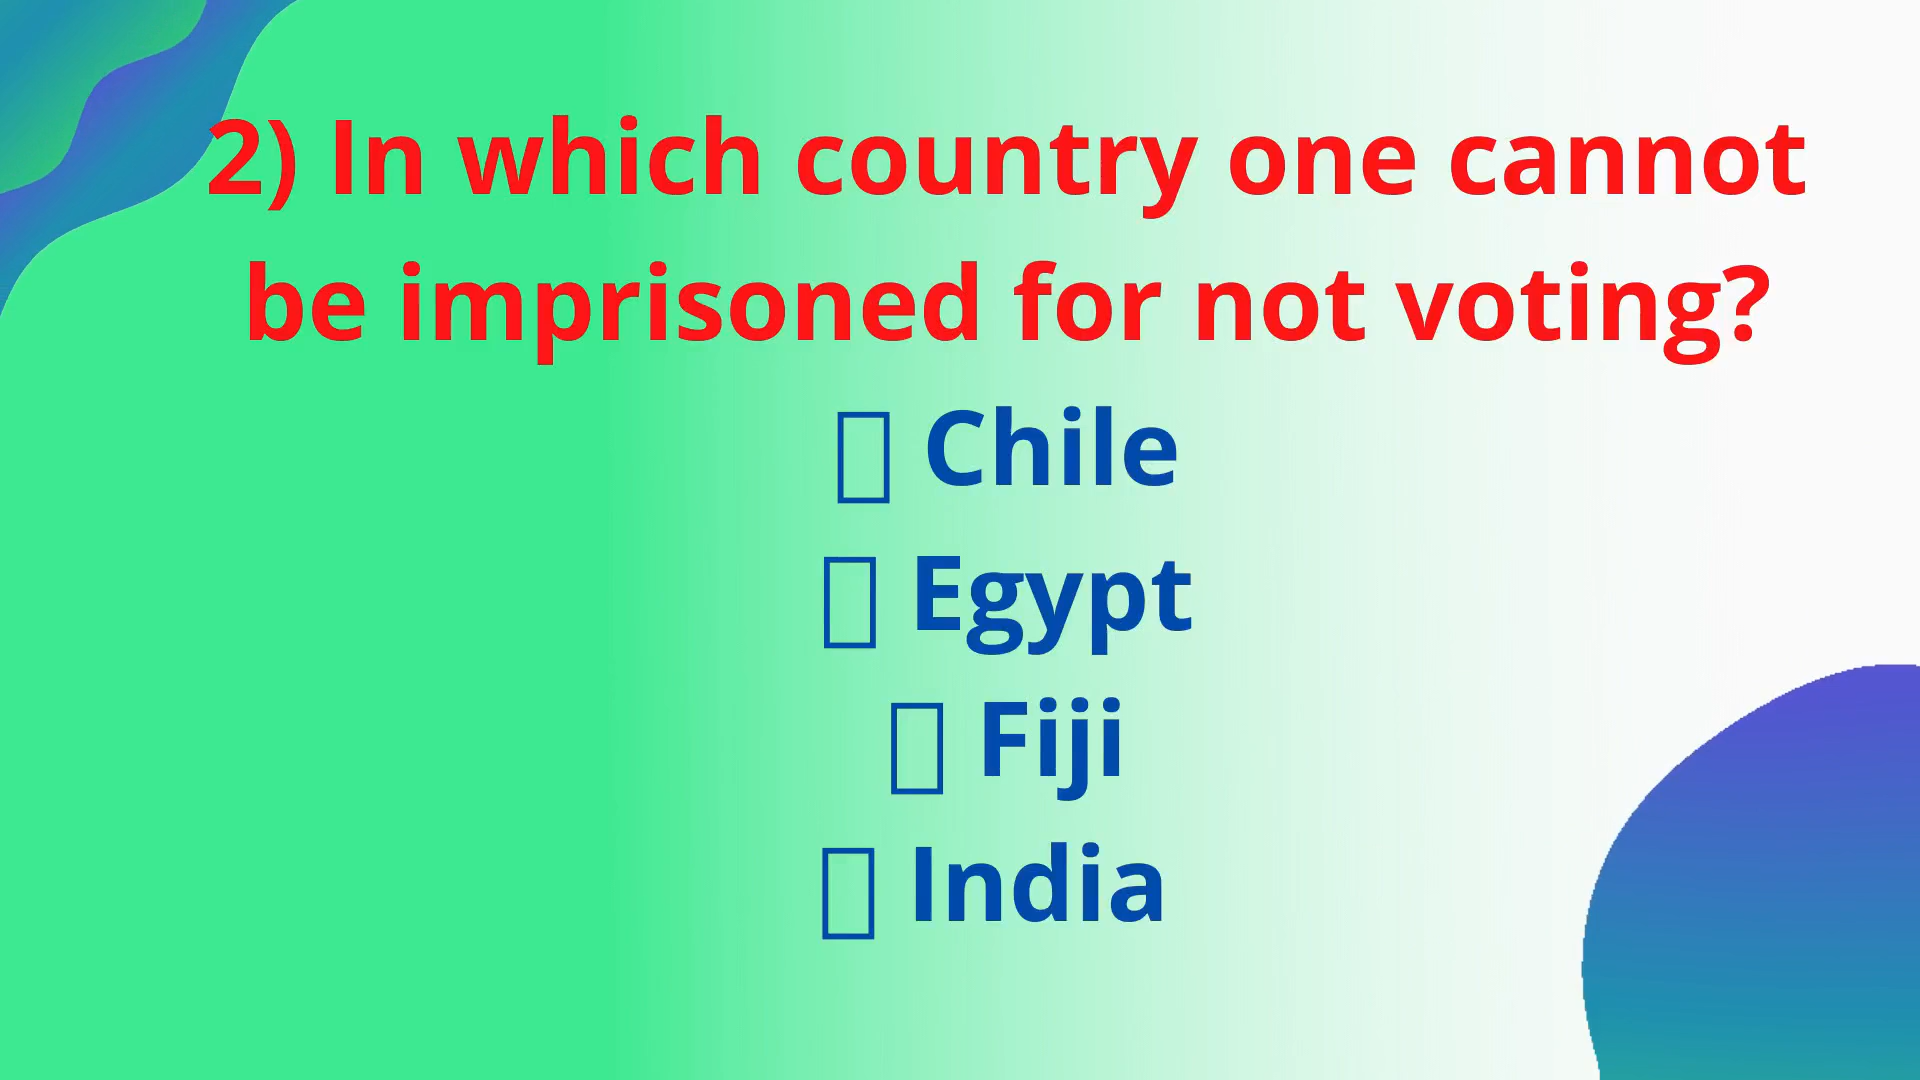 2) In which country one cannot
be imprisoned for not voting?
Chile
Egypt
Fiji
India